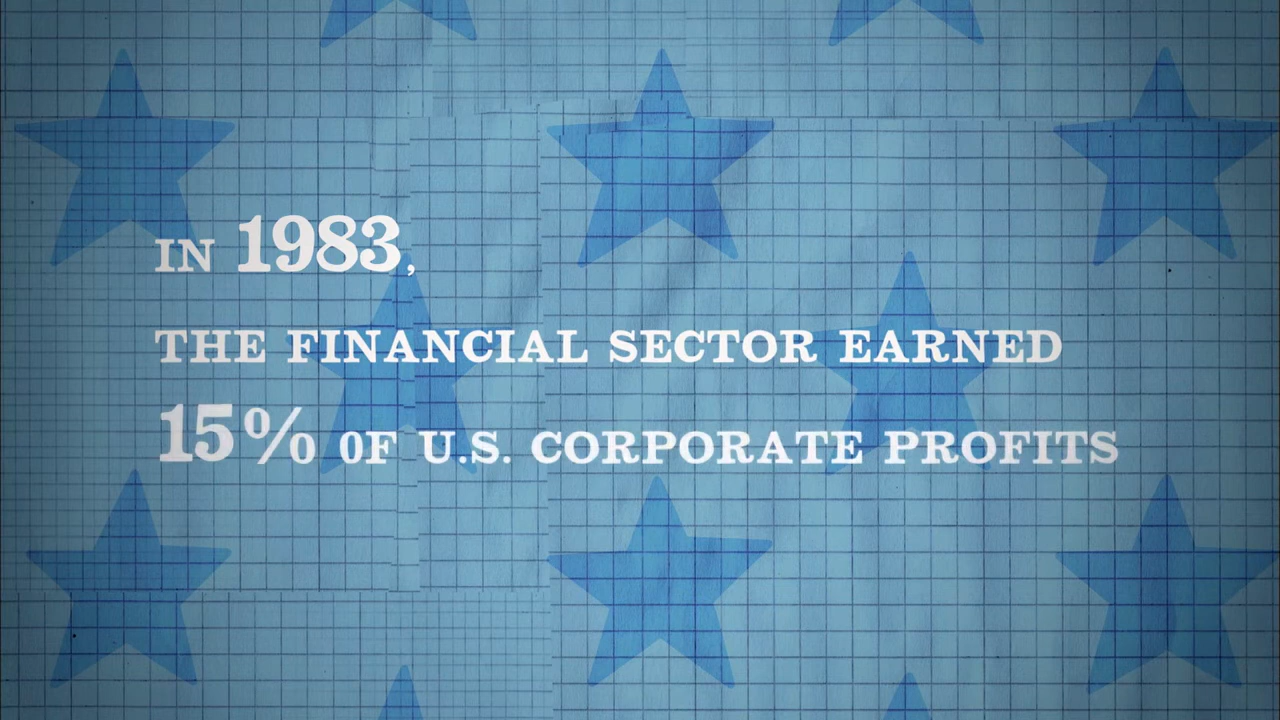 IN 1983,
THE FINANCIAL SECTOR EARNED
15% OF U.S. CORPORATE PROFITS